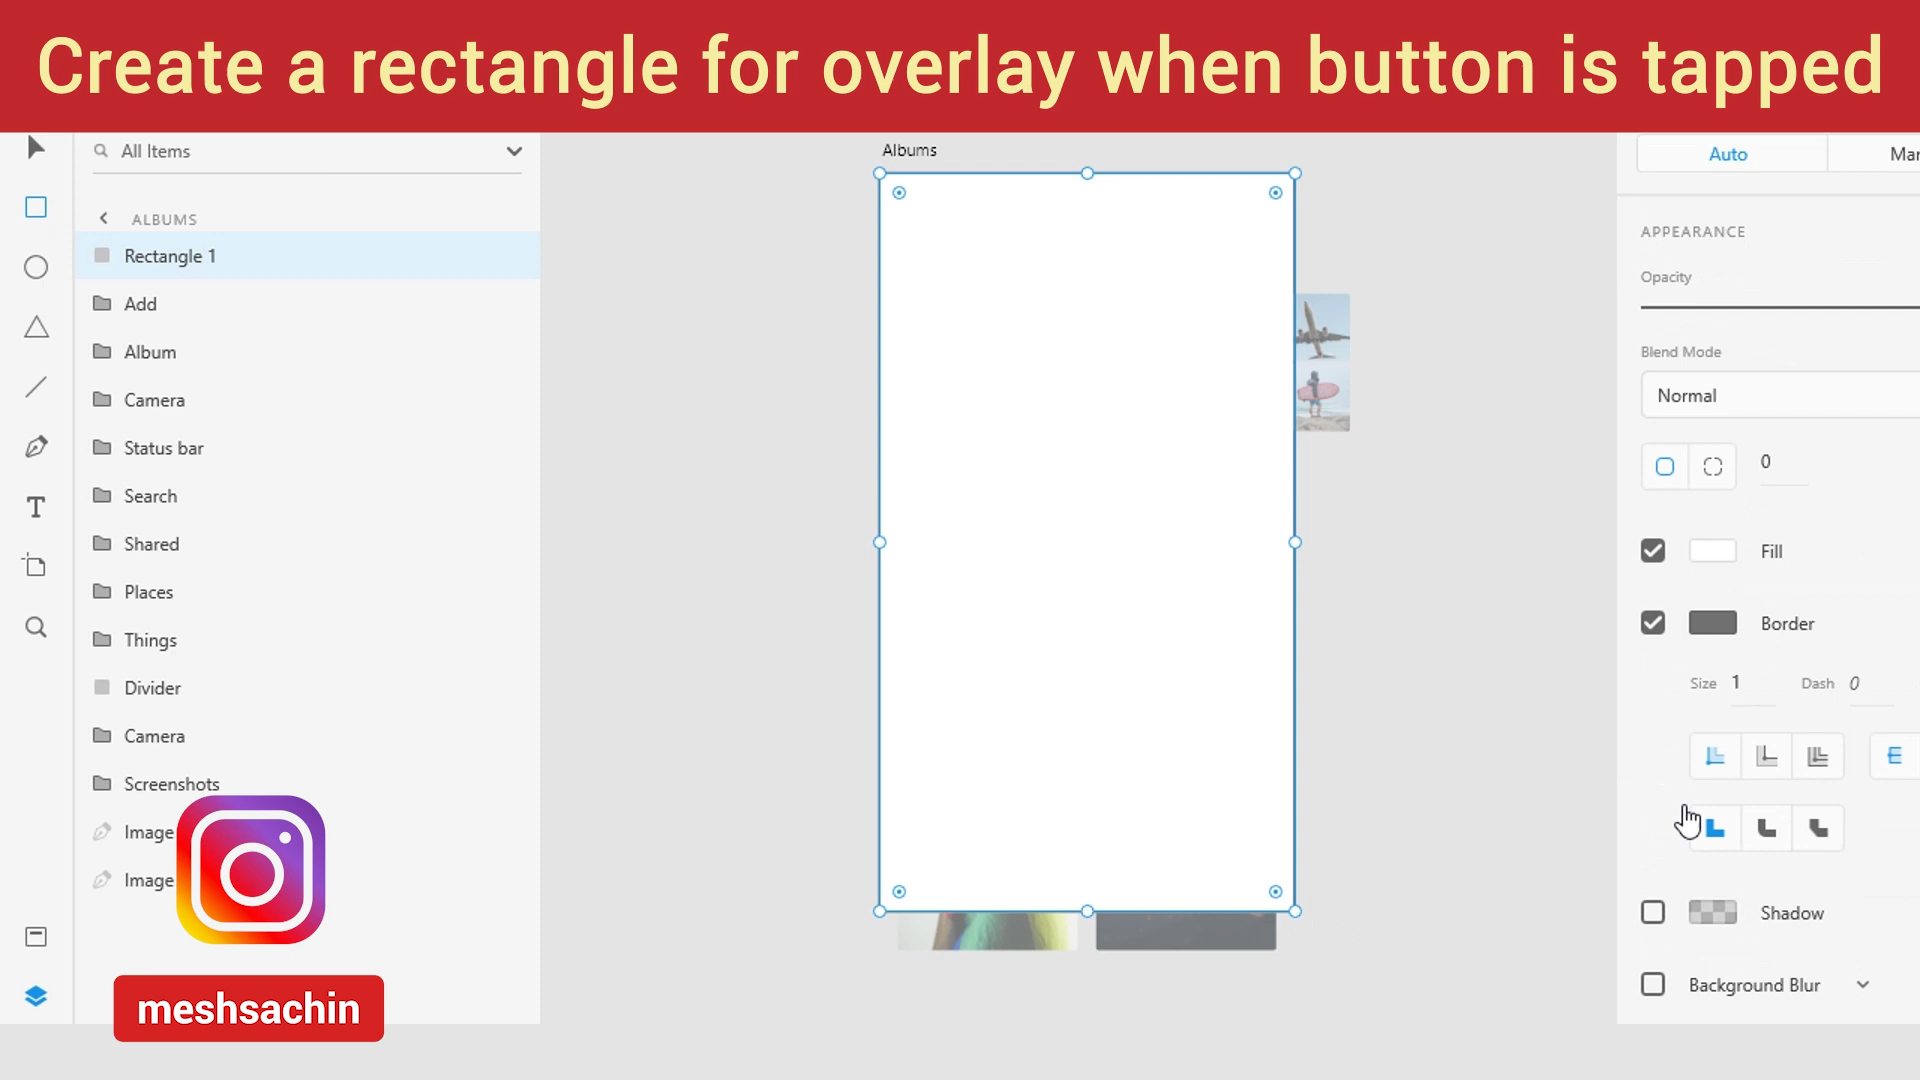 Create a rectangle for overlay when button is tapped
All Items
ALBUMS
Rectangle 1
Add
Album
Camera
Status bar
Search
Shared
Places
Things
Divider
Camera
Screenshots
Image
Image
meshsachin
Albums
Auto
Mar
APPEARANCE
Opacity
Blend Mode
Normal
0
Fill
Border
Size 1 Dash 0
Shadow
Background Blur